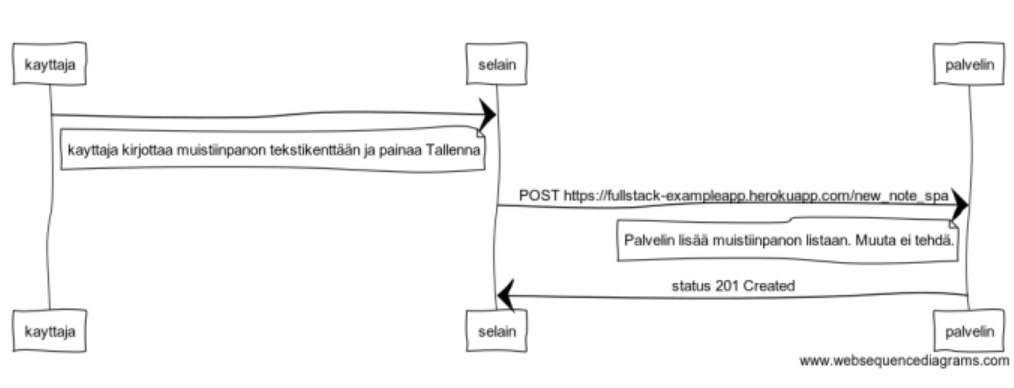 kayttaja selain palvelin
kayttaja kirjottaa muistiinpanon tekstikenttään ja painaa Tallenna
POST https://fullstack-exampleapp.herokuapp.com/new_note_spa
Palvelin lisää muistiinpanon listaan. Muuta ei tehdä.
status 201 Created
kayttaja selain palvelin
www.websequencediagrams.com